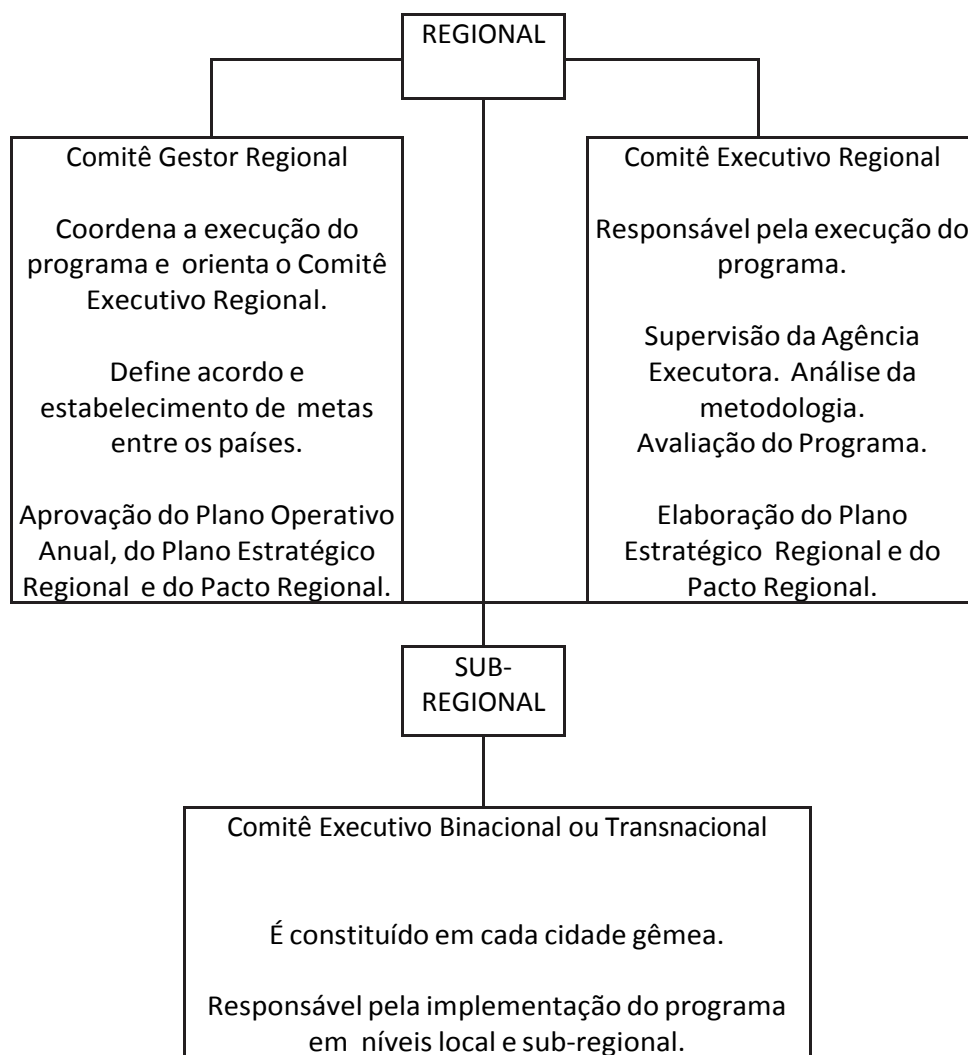 REGIONAL
Comitê Gestor Regional
Coordena a execução do
programa e orienta o Comitê
Executivo Regional.
Define acordo e
estabelecimento de metas
entre os países.
Aprovação do Plano Operativo
Anual, do Plano Estratégico
Regional e do Pacto Regional.
Comitê Executivo Regional
Responsável pela execução do
programa.
Supervisão da Agência
Executora. Análise da
metodologia.
Avaliação do Programa.
Elaboração do Plano
Estratégico Regional e do
Pacto Regional.
SUB-
REGIONAL
Comitê Executivo Binacional ou Transnacional
É constituído em cada cidade gêmea.
Responsável pela implementação do programa
em níveis local e sub-regional.